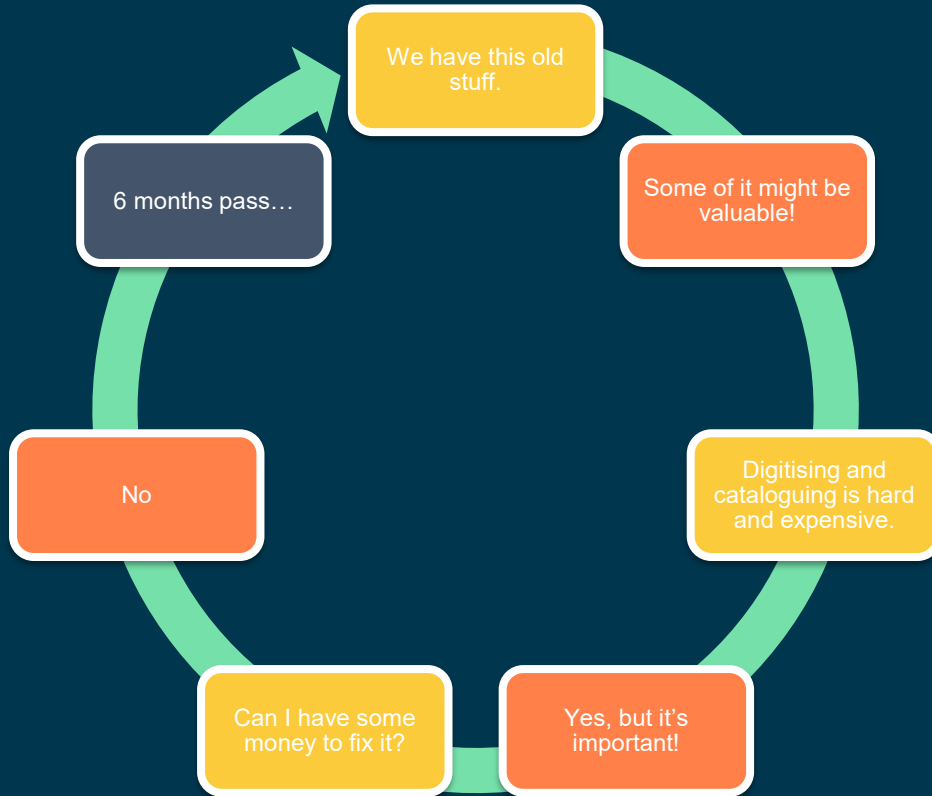 We have this old
stuff.
Some of it might be
valuable!
Digitising and
cataloguing is hard
and expensive.
Yes, but it’s
important!
Can I have some
money to fix it?
No
6 months pass…